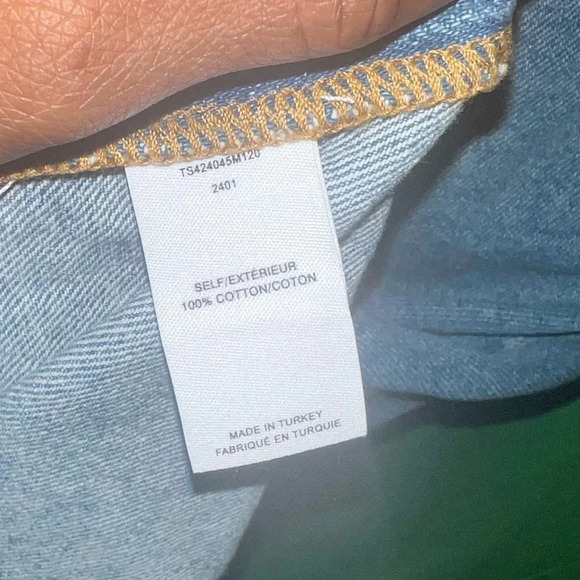 TS424045M120
2401
SELF/EXTÉRIEUR
100% COTTON/COTON
MADE IN TURKEY
FABRIQUÉ EN TURQUIE